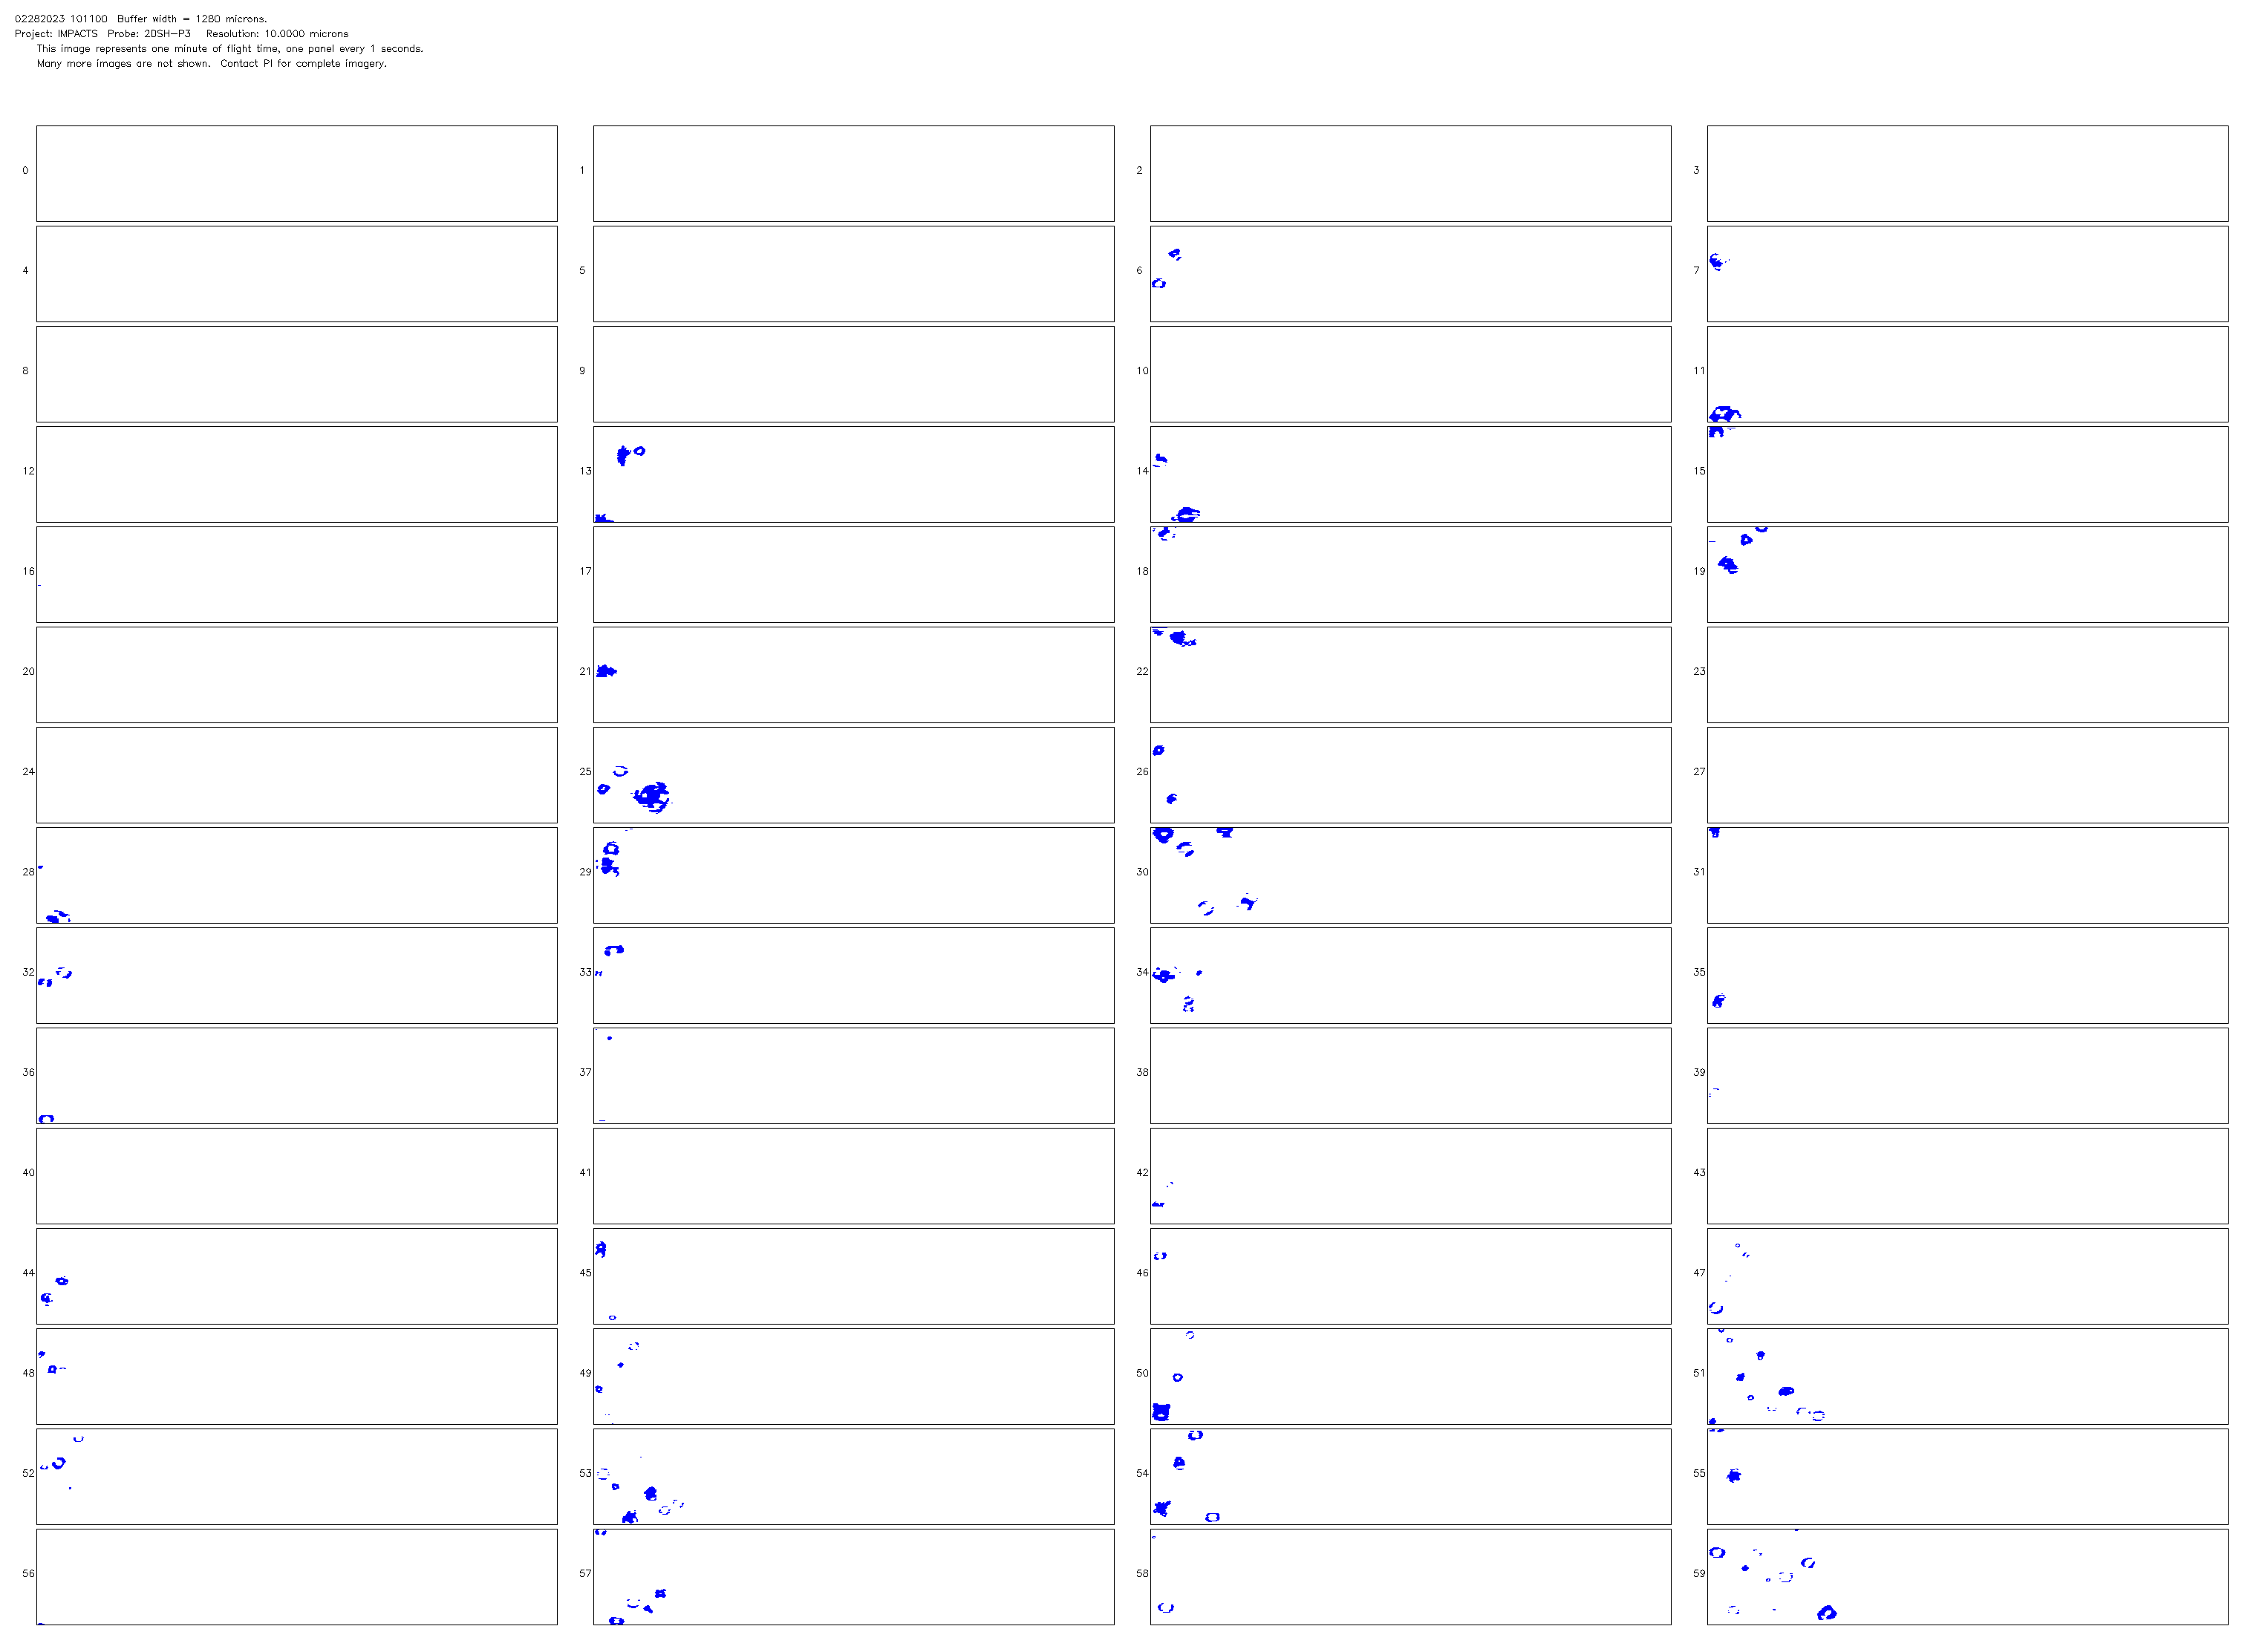 02282023 101100 Buffer width = 1280 microns.
Project: IMPACTS Probe: 2DSH-P3 Resolution: 10.0000 microns
This image represents one minute of flight time, one panel every 1 seconds.
Many more images are not shown. Contact PI for complete imagery.
0 1 2 3
4 5 6 7
8 9 10 11
12 13 14 15
16 17 18 19
20 21 22 23
24 25 26 27
28 29 30 31
32 33 34 35
36 37 38 39
40 41 42 43
44 45 46 47
48 49 50 51
52 53 54 55
56 57 58 59